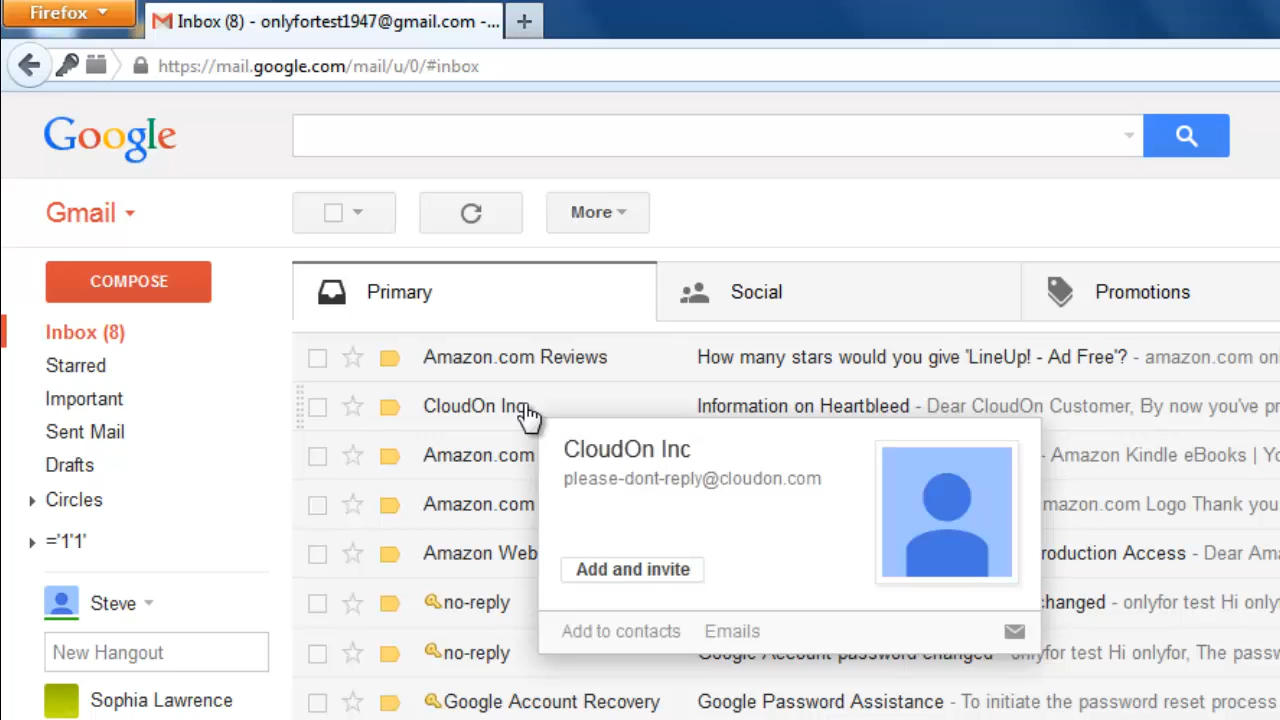 Firefox
Inbox (8) - onlyfortest1947@gmail.com -...
https://mail.google.com/mail/u/0/#inbox
Google
Gmail
More
COMPOSE
Primary
Social
Promotions
Inbox (8)
Starred
Important
Sent Mail
Drafts
Circles
='1'1'
Steve
New Hangout
Sophia Lawrence
Amazon.com Reviews How many stars would you give 'LineUp! - Ad Free'? - amazon.com on
CloudOn Inc Information on Heartbleed - Dear CloudOn Customer, By now you've pr
Amazon.com - Amazon Kindle eBooks | Yo
Amazon.com mazon.com Logo Thank you
Amazon Web roduction Access - Dear Ama
no-reply changed - onlyfor test Hi only
no-reply Google Account password changed - onlyfor test Hi onlyfor, The passw
Google Account Recovery Google Password Assistance - To initiate the password reset process
CloudOn Inc
please-dont-reply@cloudon.com
Add and invite
Add to contacts Emails